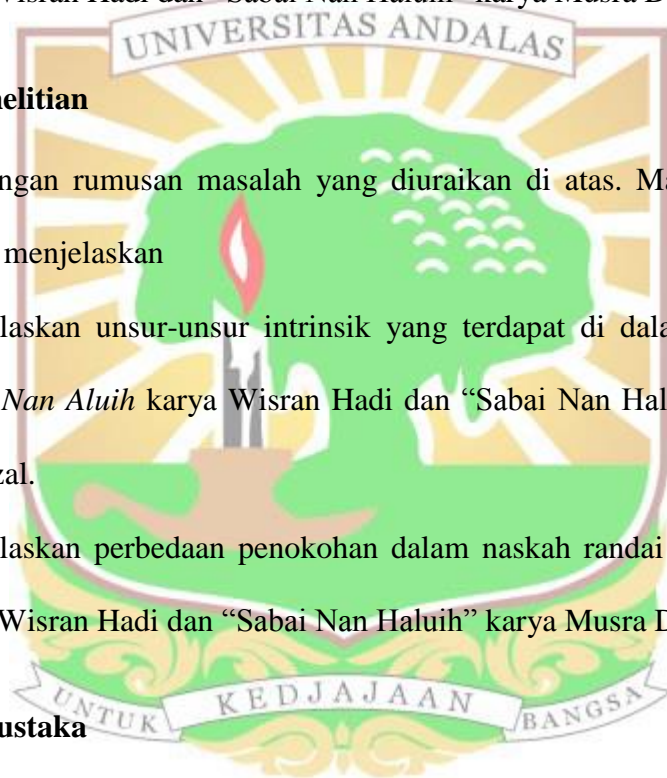 Wisran Hadi dan “Sabai Nan Haluih” karya Musra D
UNIVERSITAS ANDALAS
nelitian
ngan rumusan masalah yang diuraikan di atas. Ma
menjelaskan
laskan unsur-unsur intrinsik yang terdapat di dala
Nan Aluih karya Wisran Hadi dan “Sabai Nan Hal
zal.
laskan perbedaan penokohan dalam naskah randai
Wisran Hadi dan “Sabai Nan Haluih” karya Musra D
UNTUK KEDJAJAAN BANGSA
ustaka